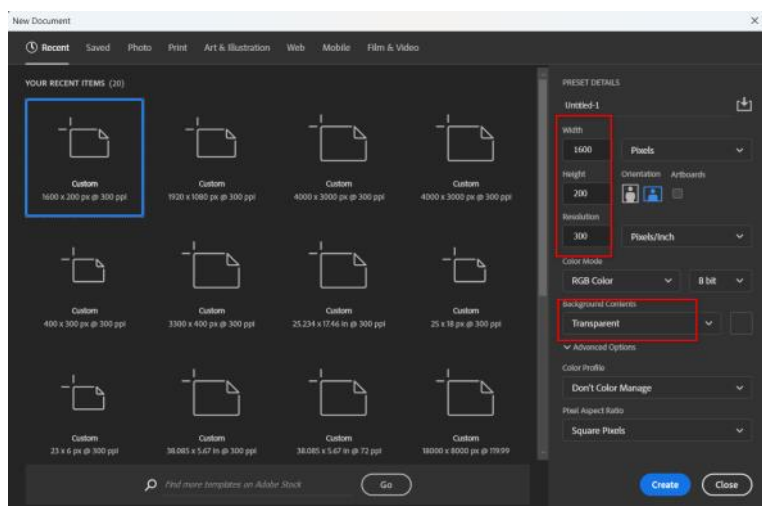 New Document
Recent Saved Photo Print Art & Illustration Web Mobile Film & Video
YOUR RECENT ITEMS (20)
Custom Custom Custom Custom
1600 x 200 px @ 300 ppi 1920 x 1080 px @ 300 ppi 4000 x 3000 px @ 300 ppi 4000 x 3000 px @ 300 ppi
Custom Custom Custom Custom
400 x 300 px @ 300 ppi 3300 x 400 px @ 300 ppi 25.234 x 17.46 in @ 300 ppi 25 x 18 px @ 300 ppi
Custom Custom Custom Custom
23 x 6 px @ 300 ppi 38.085 x 5.67 in @ 300 ppi 38.085 x 5.67 in @ 72 ppi 18000 x 8000 px @ 119.99
Find more templates on Adobe Stock Go
PRESET DETAILS
Untitled-1
Width
1600 Pixels
Height Orientation Artboards
200
Resolution
300 Pixels/Inch
Color Mode
RGB Color 8 bit
Background Contents
Transparent
Advanced Options
Color Profile
Don't Color Manage
Pixel Aspect Ratio
Square Pixels
Create Close